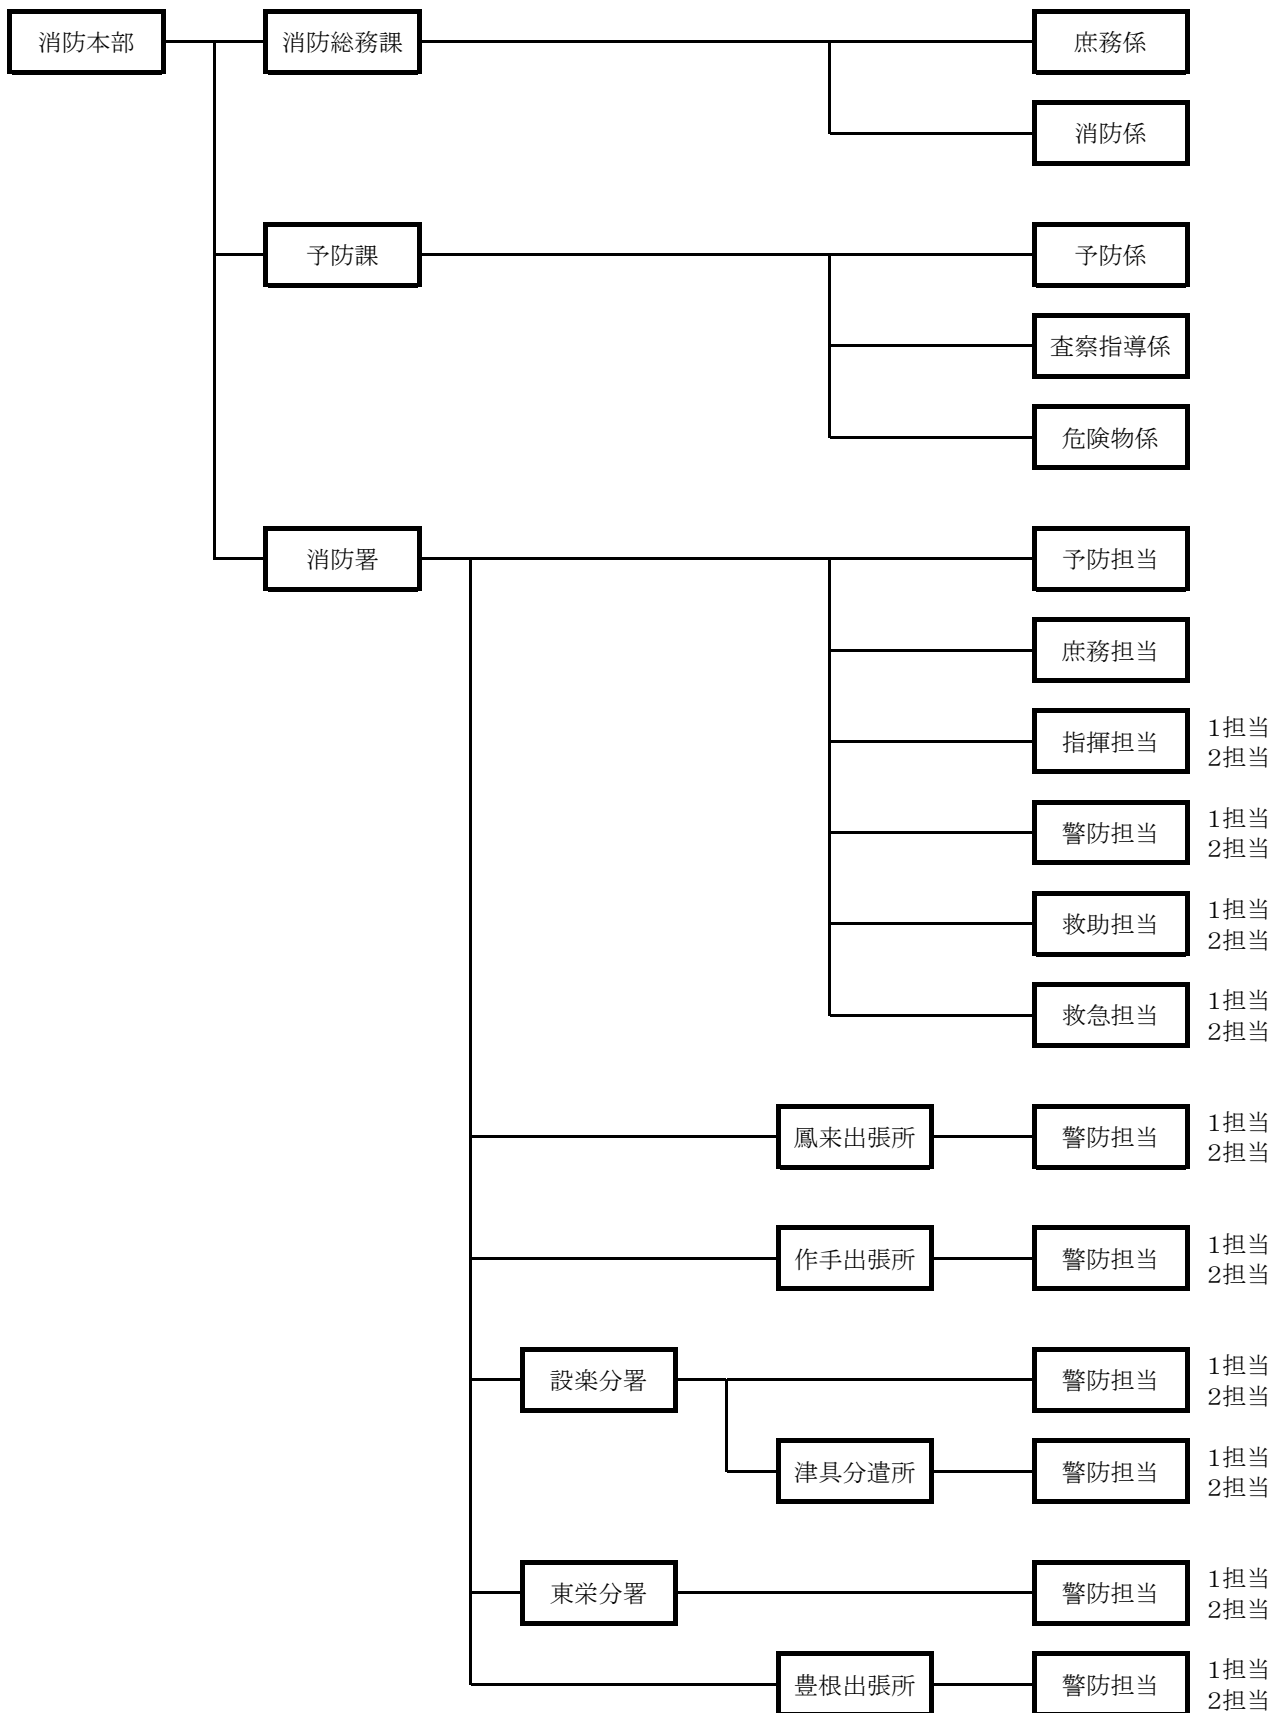 消防本部
消防総務課
庶務係
消防係
予防課
予防係
査察指導係
危険物係
消防署
予防担当
庶務担当
指揮担当
1担当
2担当
警防担当
1担当
2担当
救助担当
1担当
2担当
救急担当
1担当
2担当
鳳来出張所
警防担当
1担当
2担当
作手出張所
警防担当
1担当
2担当
設楽分署
警防担当
1担当
2担当
津具分遣所
警防担当
1担当
2担当
東栄分署
警防担当
1担当
2担当
豊根出張所
警防担当
1担当
2担当